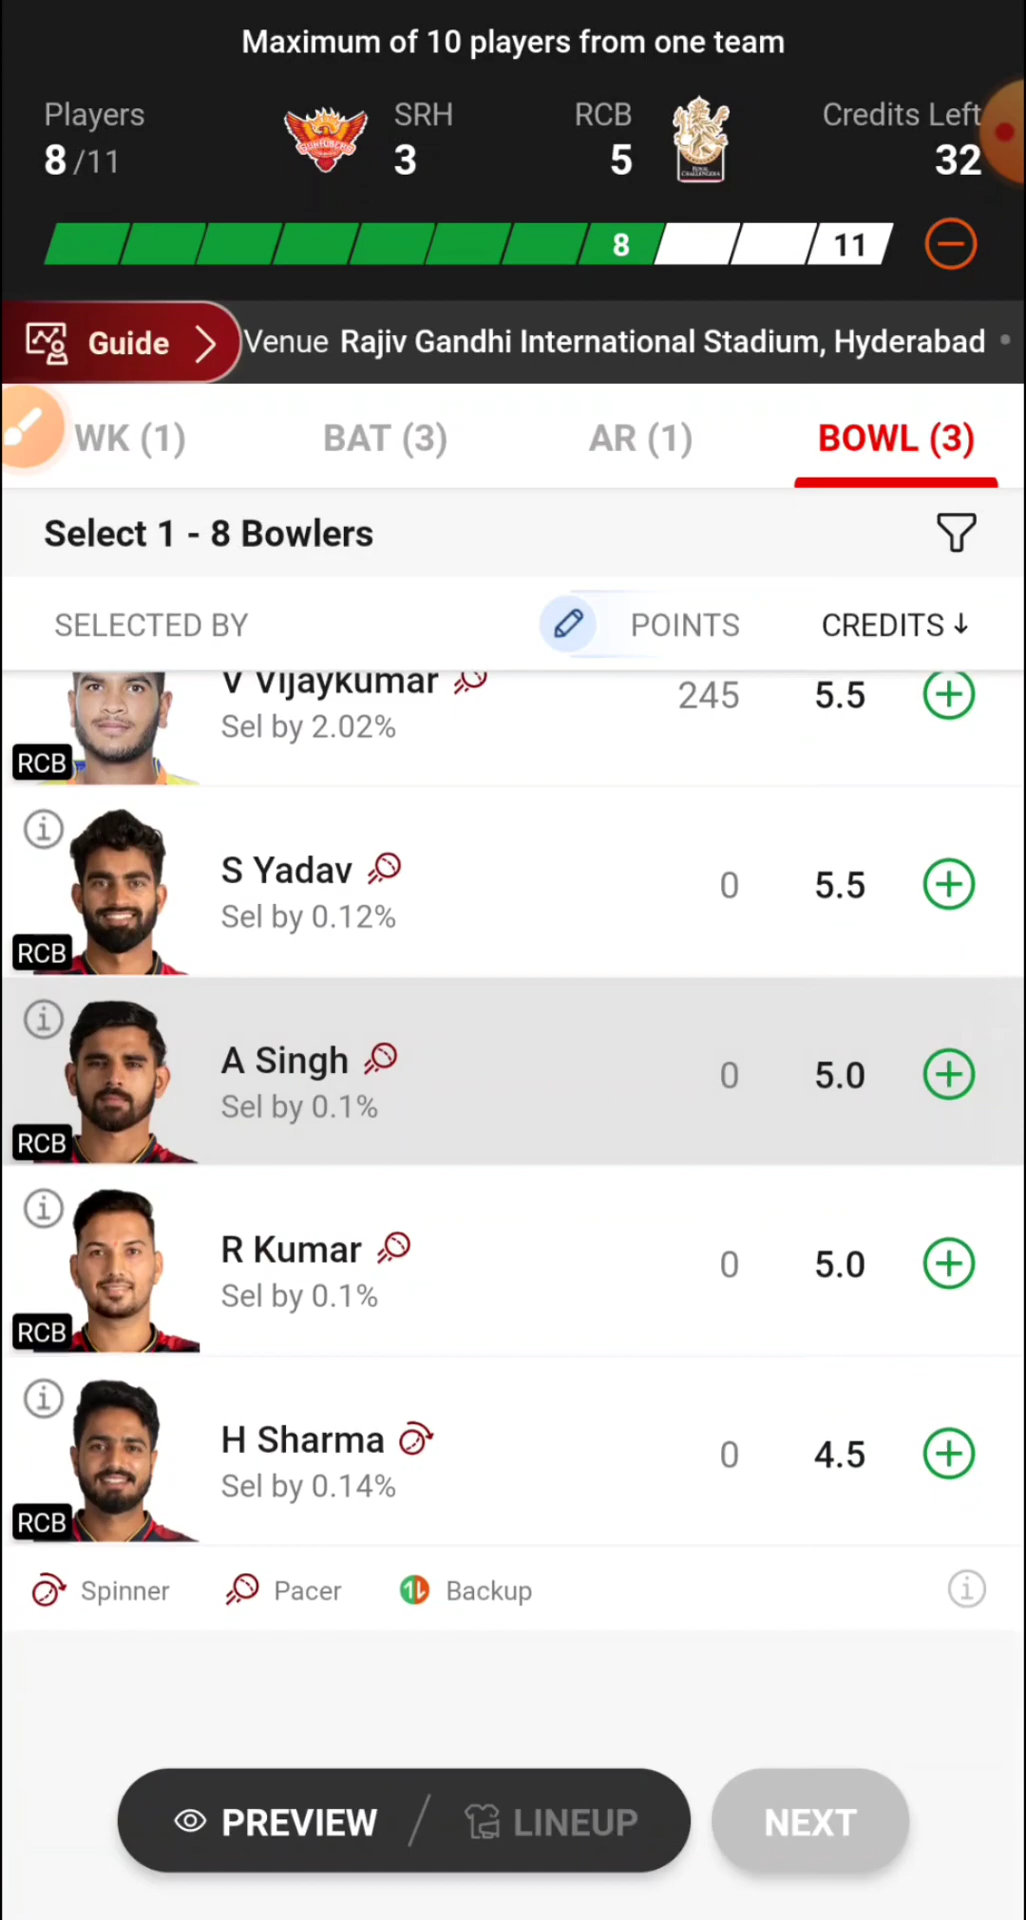 Maximum of 10 players from one team
Players SRH RCB Credits Left
8 /11 3 5 32
8 11
Guide Venue Rajiv Gandhi International Stadium, Hyderabad
WK (1) BAT (3) AR (1) BOWL (3)
Select 1 - 8 Bowlers
SELECTED BY POINTS CREDITS ↓
V Vijaykumar 245 5.5
Sel by 2.02%
RCB
S Yadav 0 5.5
Sel by 0.12%
RCB
A Singh 0 5.0
Sel by 0.1%
RCB
R Kumar 0 5.0
Sel by 0.1%
RCB
H Sharma 0 4.5
Sel by 0.14%
RCB
Spinner Pacer Backup
PREVIEW / LINEUP NEXT